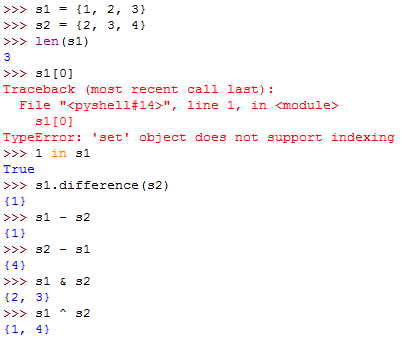 >>> s1 = {1, 2, 3}
>>> s2 = {2, 3, 4}
>>> len(s1)
3
>>> s1[0]
Traceback (most recent call last):
  File "<pyshell#14>", line 1, in <module>
    s1[0]
TypeError: 'set' object does not support indexing
>>> 1 in s1
True
>>> s1.difference(s2)
{1}
>>> s1 - s2
{1}
>>> s2 - s1
{4}
>>> s1 & s2
{2, 3}
>>> s1 ^ s2
{1, 4}